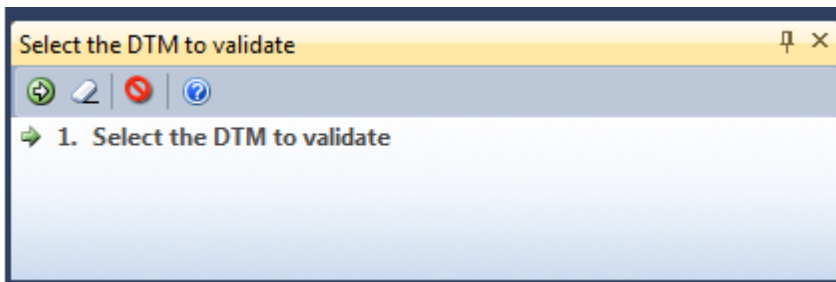 Select the DTM to validate
1. Select the DTM to validate